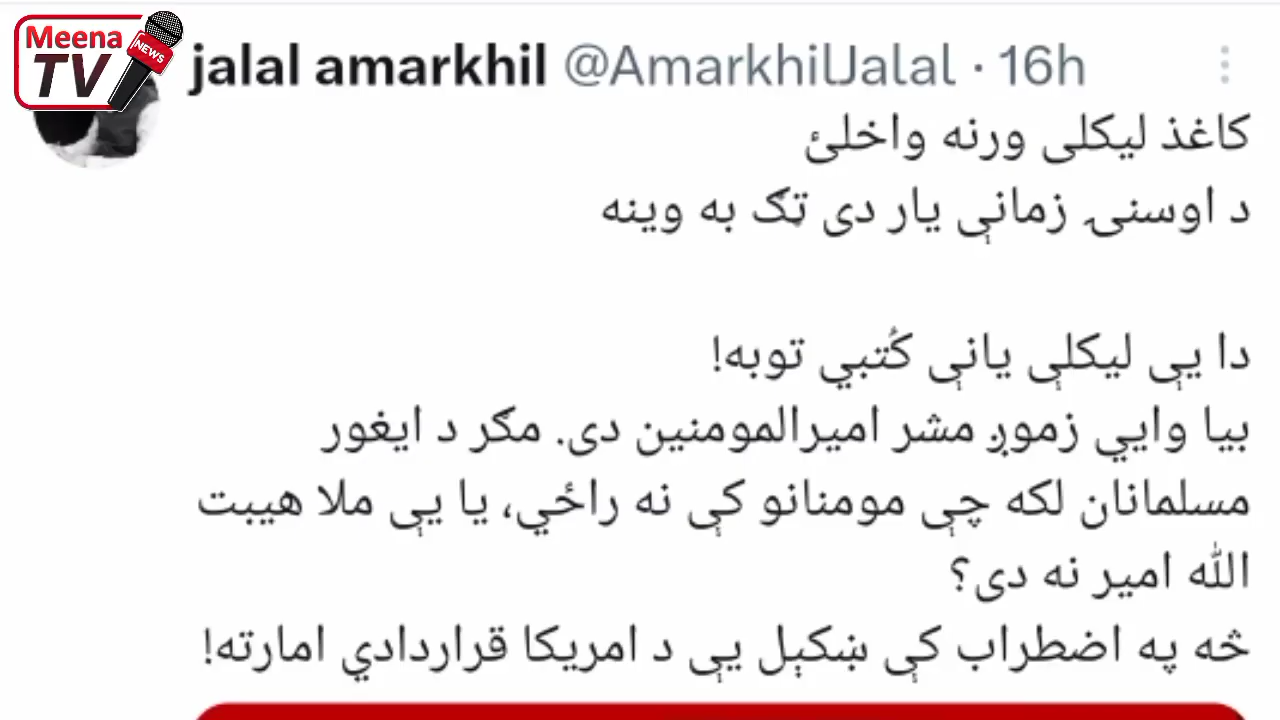 Meena
TV
NEWS
jalal amarkhil @AmarkhilJalal · 16h
کاغذ لیکلی ورنه واخلئ
د اوسنۍ زمانې یار دی ټګ به وینه
دا یې لیکلې یانې کُتبي توبه!
بیا وایي زموږ مشر امیرالمومنین دی. مګر د ایغور
مسلمانان لکه چې مومنانو کې نه راځي، یا یې ملا هیبت
الله امیر نه دی؟
څه په اضطراب کې ښکېل یې د امریکا قراردادي امارته!